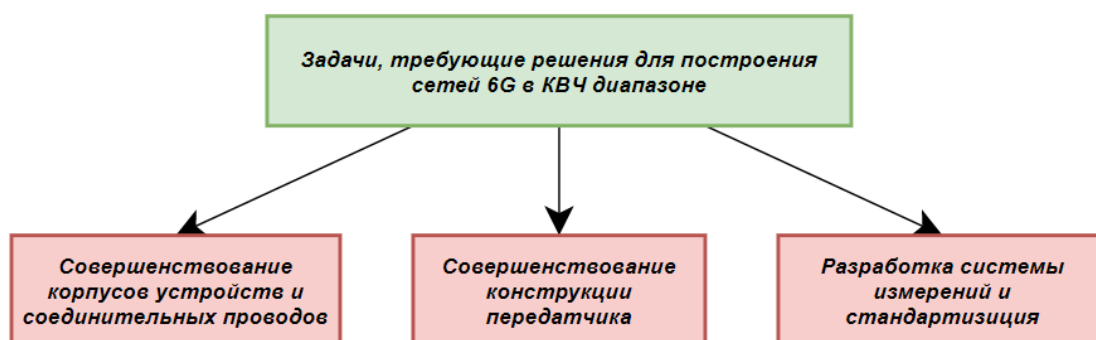 Задачи, требующие решения для построения
сетей 6G в КВЧ диапазоне
Совершенствование
корпусов устройств и
соединительных проводов
Совершенствование
конструкции
передатчика
Разработка системы
измерений и
стандартизиция